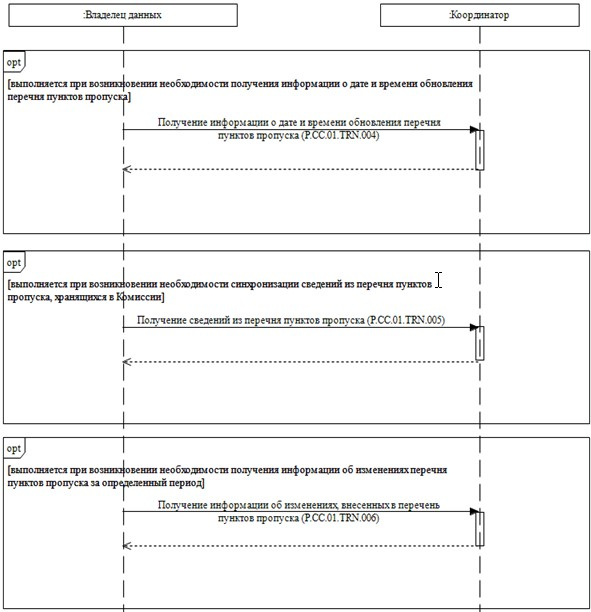 :Владелец данных
:Координатор
opt
[выполняется при возникновении необходимости получения информации о дате и времени обновления
перечня пунктов пропуска]
Получение информации о дате и времени обновления перечня
пунктов пропуска (P.CC.01.TRN.004)
opt
[выполняется при возникновении необходимости синхронизации сведений из перечня пунктов
пропуска, хранящихся в Комиссии]
Получение сведений из перечня пунктов пропуска (P.CC.01.TRN.005)
opt
[выполняется при возникновении необходимости получения информации об изменениях перечня
пунктов пропуска за определенный период]
Получение информации об изменениях, внесенных в перечень
пунктов пропуска (P.CC.01.TRN.006)